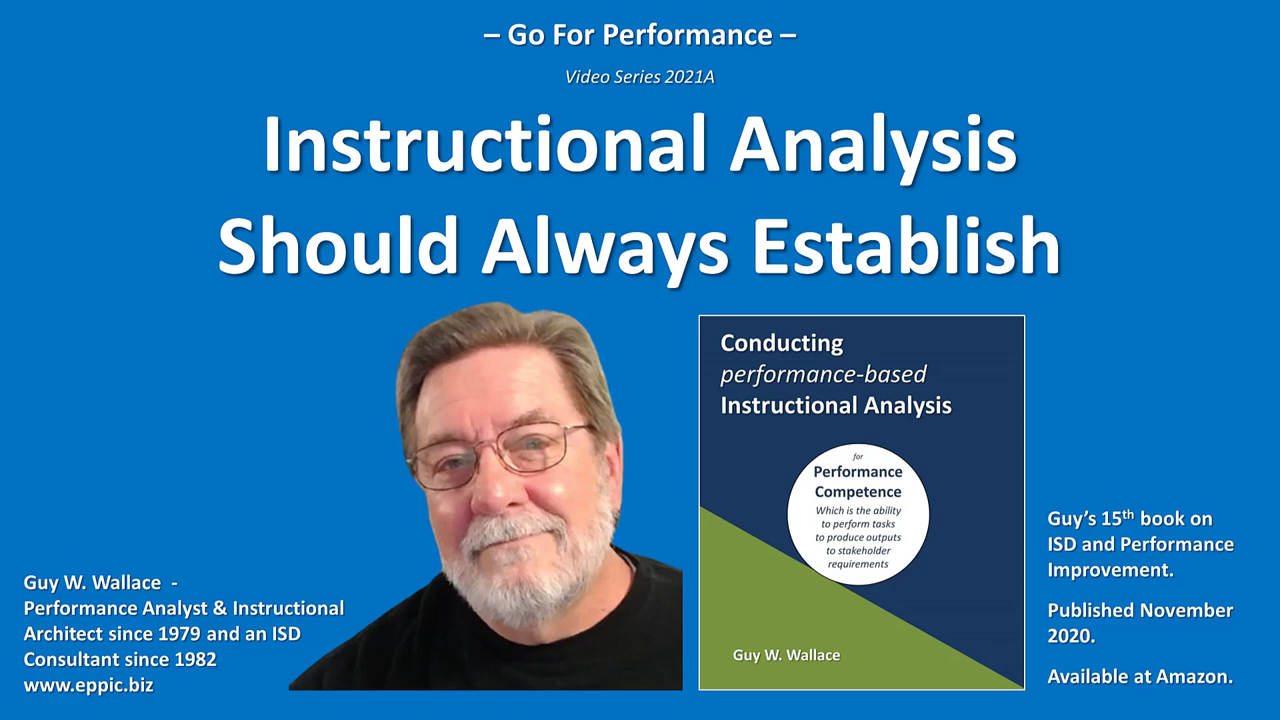 – Go For Performance –
Video Series 2021A
Instructional Analysis
Should Always Establish
Conducting
performance-based
Instructional Analysis
for
Performance
Competence
Which is the ability
to perform tasks
to produce outputs
to stakeholder
requirements
Guy W. Wallace
Guy W. Wallace -
Performance Analyst & Instructional
Architect since 1979 and an ISD
Consultant since 1982
www.eppic.biz
Guy's 15th book on
ISD and Performance
Improvement.
Published November
2020.
Available at Amazon.